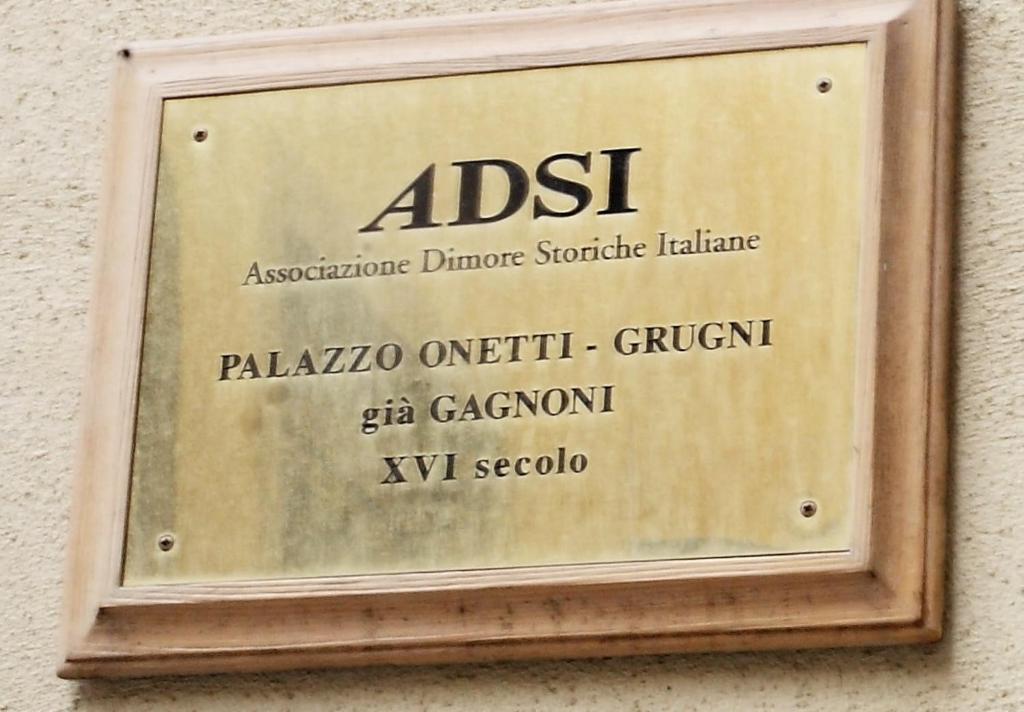 ADSI
Associazione Dimore Storiche Italiane
PALAZZO ONETTI - GRUGNI
già GAGNONI
XVI secolo